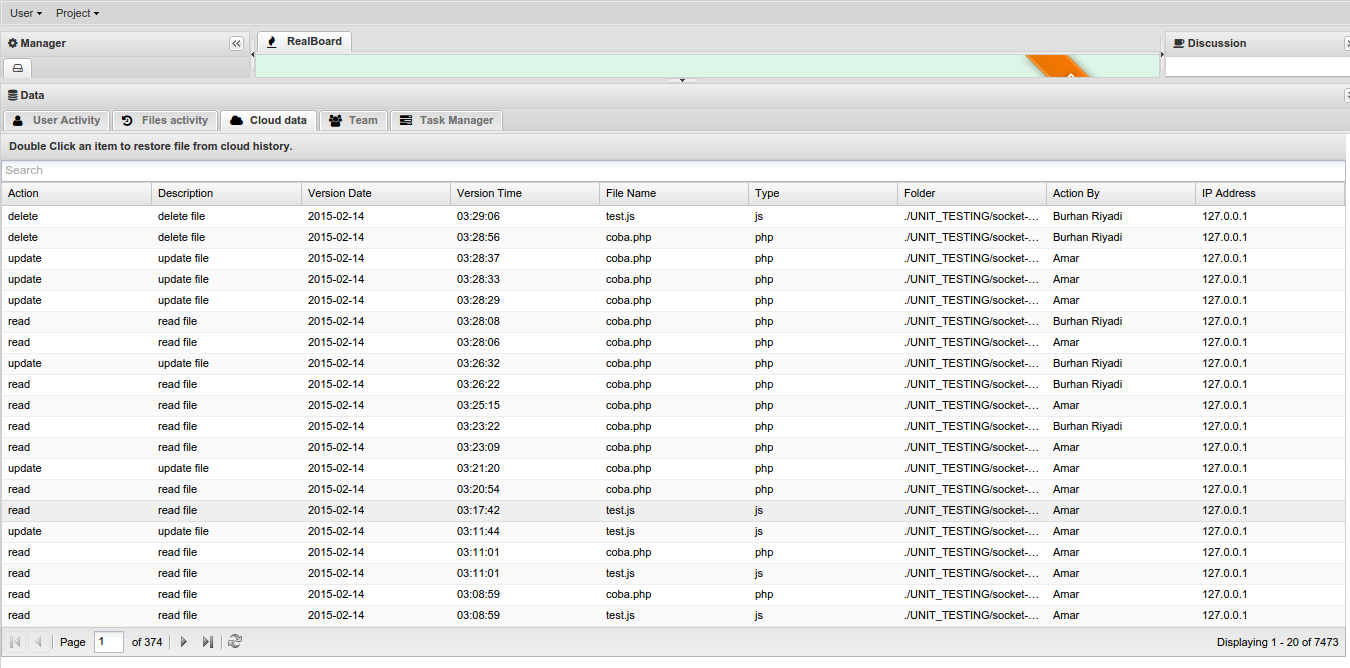 User Project
Manager RealBoard Discussion
Data
User Activity Files activity Cloud data Team Task Manager
Double Click an item to restore file from cloud history.
Search
Action Description Version Date Version Time File Name Type Folder Action By IP Address
delete delete file 2015-02-14 03:29:06 test.js js ./UNIT_TESTING/socket-... Burhan Riyadi 127.0.0.1
delete delete file 2015-02-14 03:28:56 coba.php php ./UNIT_TESTING/socket-... Burhan Riyadi 127.0.0.1
update update file 2015-02-14 03:28:37 coba.php php ./UNIT_TESTING/socket-... Amar 127.0.0.1
update update file 2015-02-14 03:28:33 coba.php php ./UNIT_TESTING/socket-... Amar 127.0.0.1
update update file 2015-02-14 03:28:29 coba.php php ./UNIT_TESTING/socket-... Amar 127.0.0.1
read read file 2015-02-14 03:28:08 coba.php php ./UNIT_TESTING/socket-... Burhan Riyadi 127.0.0.1
read read file 2015-02-14 03:28:06 coba.php php ./UNIT_TESTING/socket-... Amar 127.0.0.1
update update file 2015-02-14 03:26:32 coba.php php ./UNIT_TESTING/socket-... Burhan Riyadi 127.0.0.1
read read file 2015-02-14 03:26:22 coba.php php ./UNIT_TESTING/socket-... Burhan Riyadi 127.0.0.1
read read file 2015-02-14 03:25:15 coba.php php ./UNIT_TESTING/socket-... Amar 127.0.0.1
read read file 2015-02-14 03:23:22 coba.php php ./UNIT_TESTING/socket-... Burhan Riyadi 127.0.0.1
read read file 2015-02-14 03:23:09 coba.php php ./UNIT_TESTING/socket-... Amar 127.0.0.1
update update file 2015-02-14 03:21:20 coba.php php ./UNIT_TESTING/socket-... Amar 127.0.0.1
read read file 2015-02-14 03:20:54 coba.php php ./UNIT_TESTING/socket-... Amar 127.0.0.1
read read file 2015-02-14 03:17:42 test.js js ./UNIT_TESTING/socket-... Amar 127.0.0.1
update update file 2015-02-14 03:11:44 test.js js ./UNIT_TESTING/socket-... Amar 127.0.0.1
read read file 2015-02-14 03:11:01 coba.php php ./UNIT_TESTING/socket-... Amar 127.0.0.1
read read file 2015-02-14 03:11:01 test.js js ./UNIT_TESTING/socket-... Amar 127.0.0.1
read read file 2015-02-14 03:08:59 coba.php php ./UNIT_TESTING/socket-... Amar 127.0.0.1
read read file 2015-02-14 03:08:59 test.js js ./UNIT_TESTING/socket-... Amar 127.0.0.1
Page 1 of 374 Displaying 1 - 20 of 7473